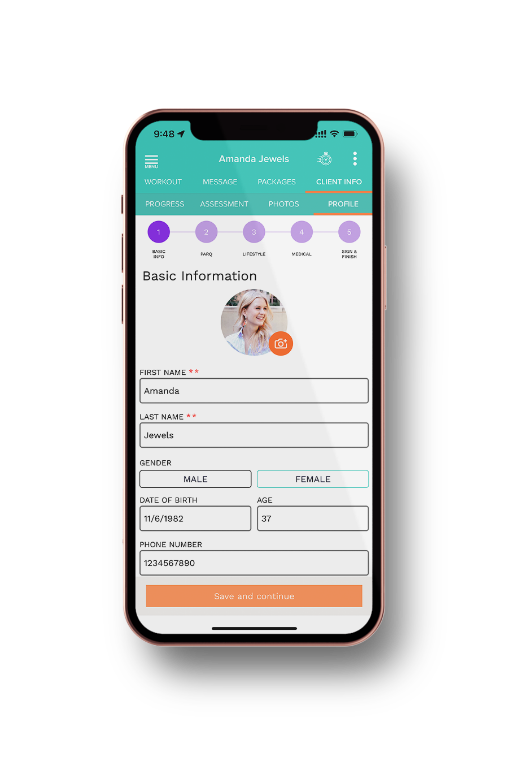 9:48
Amanda Jewels
MENU
WORKOUT MESSAGE PACKAGES CLIENT INFO
PROGRESS ASSESSMENT PHOTOS PROFILE
1 2 3 4 5
BASIC INFO PARQ LIFESTYLE MEDICAL SIGN & FINISH
Basic Information
FIRST NAME **
Amanda
LAST NAME **
Jewels
GENDER
MALE FEMALE
DATE OF BIRTH AGE
11/6/1982 37
PHONE NUMBER
1234567890
Save and continue